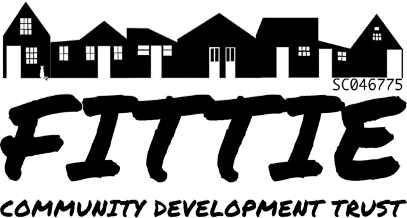 SC046775
FITTIE
COMMUNITY DEVELOPMENT TRUST